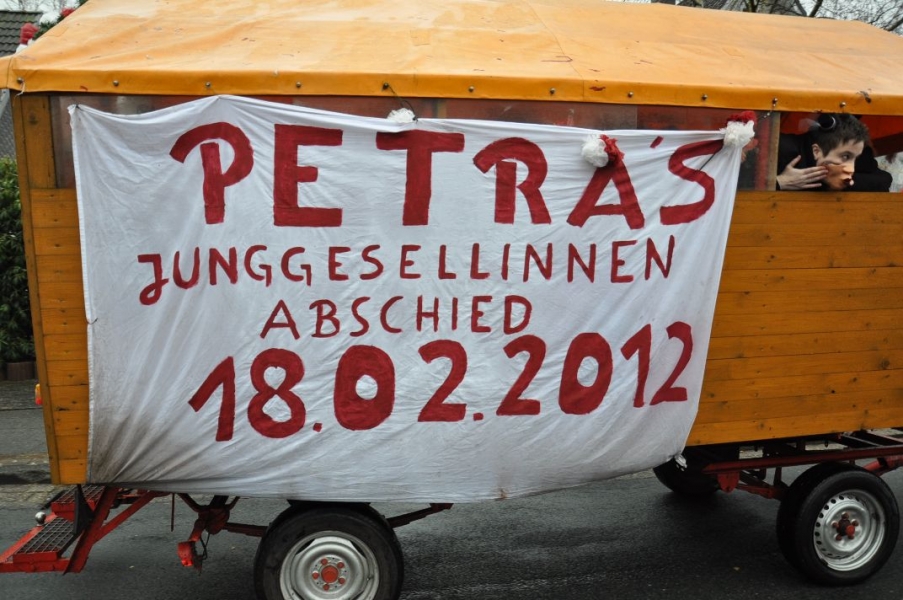 PETRA'S
JUNGGESELLINNEN
ABSCHIED
18.02.2012